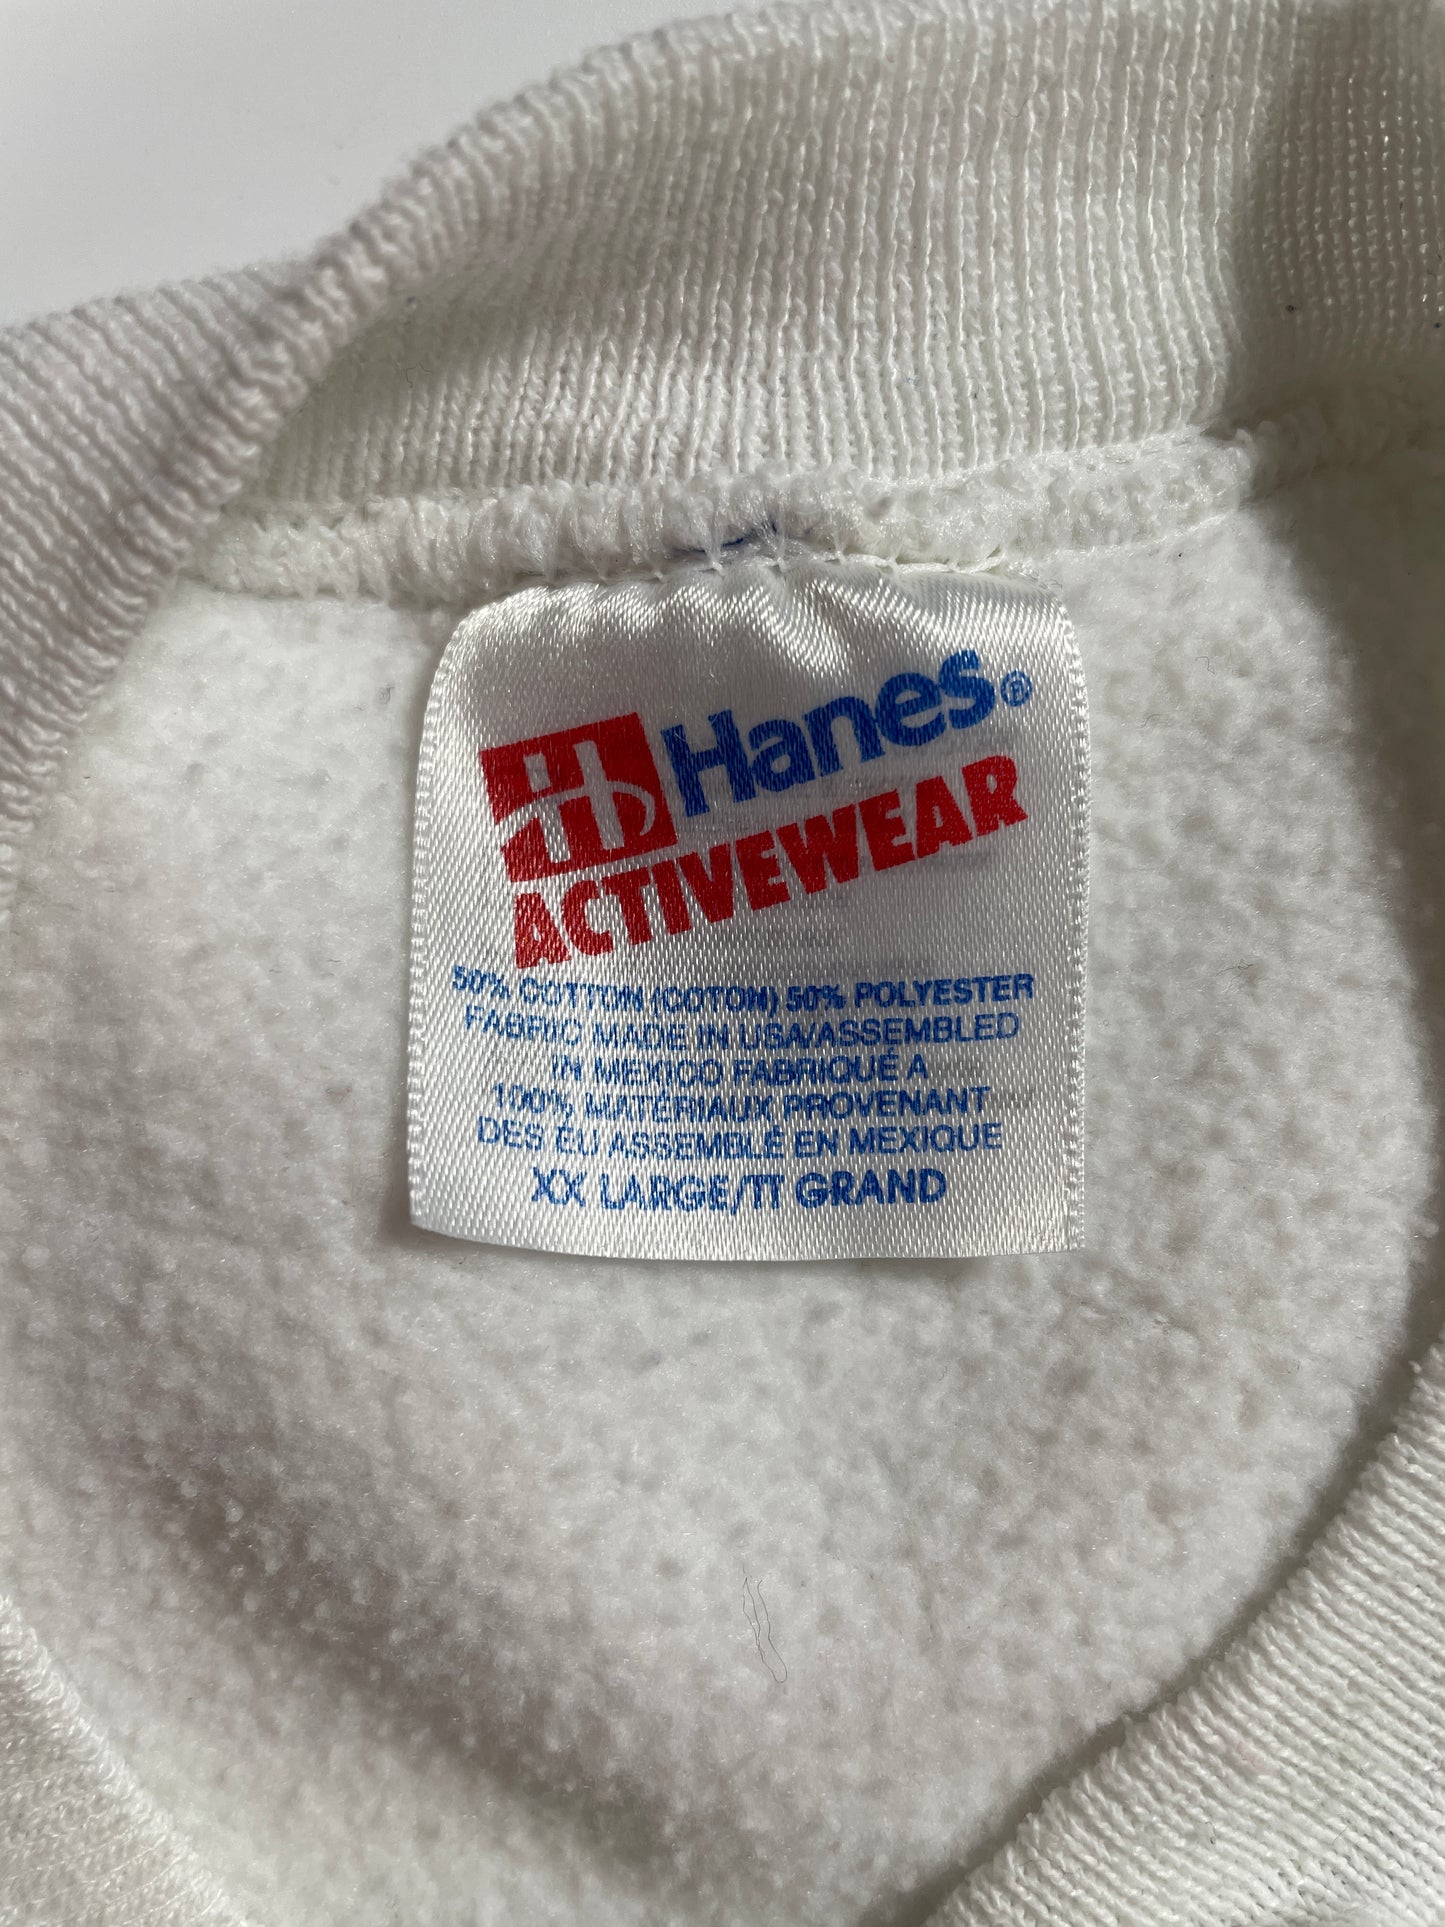 Hanes®
ACTIVEWEAR
50% COTTON (COTON) 50% POLYESTER
FABRIC MADE IN USA/ASSEMBLED
IN MEXICO FABRIQUÉ A
100% MATÉRIAUX PROVENANT
DES ÉU ASSEMBLÉ EN MEXIQUE
XX LARGE/TT GRAND